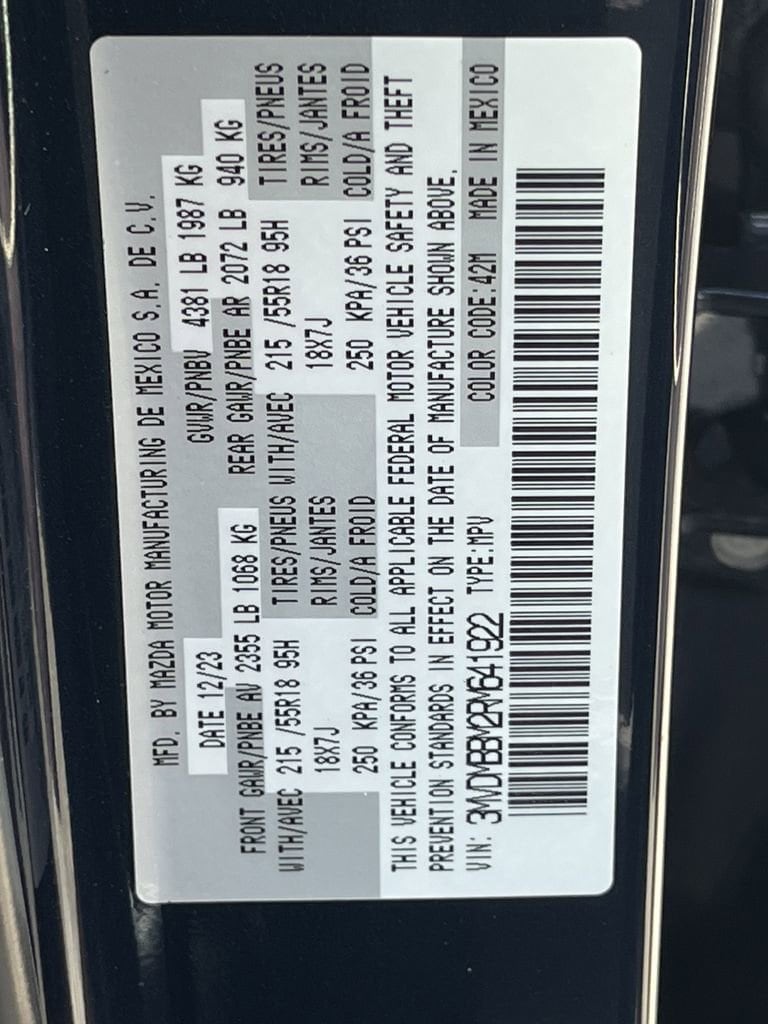 MFD. BY MAZDA MOTOR MANUFACTURING DE MEXICO S.A. DE C.V.
DATE 12/23 GVWR/PNBV 4381 LB 1987 KG
FRONT GAWR/PNBE AV 2355 LB 1068 KG REAR GAWR/PNBE AR 2072 LB 940 KG
WITH/AVEC 215 /55R18 95H TIRES/PNEUS WITH/AVEC 215 /55R18 95H TIRES/PNEUS
18X7J RIMS/JANTES 18X7J RIMS/JANTES
250 KPA/36 PSI COLD/A FROID 250 KPA/36 PSI COLD/A FROID
THIS VEHICLE CONFORMS TO ALL APPLICABLE FEDERAL MOTOR VEHICLE SAFETY AND THEFT
PREVENTION STANDARDS IN EFFECT ON THE DATE OF MANUFACTURE SHOWN ABOVE.
VIN: 3MVDMBBM2RM641922 TYPE:MPV COLOR CODE:42M MADE IN MEXICO